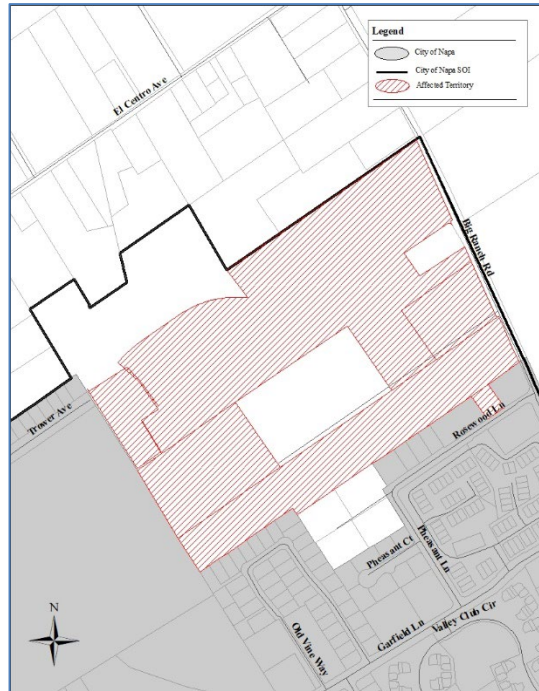 Legend
City of Napa
City of Napa SOI
Affected Territory
El Centro Ave
Big Ranch Rd
Trower Ave
Rosewood Ln
Pheasant Ln
Pheasant Ct
Garfield Ln
Valley Club Cir
Old Vine Way
N